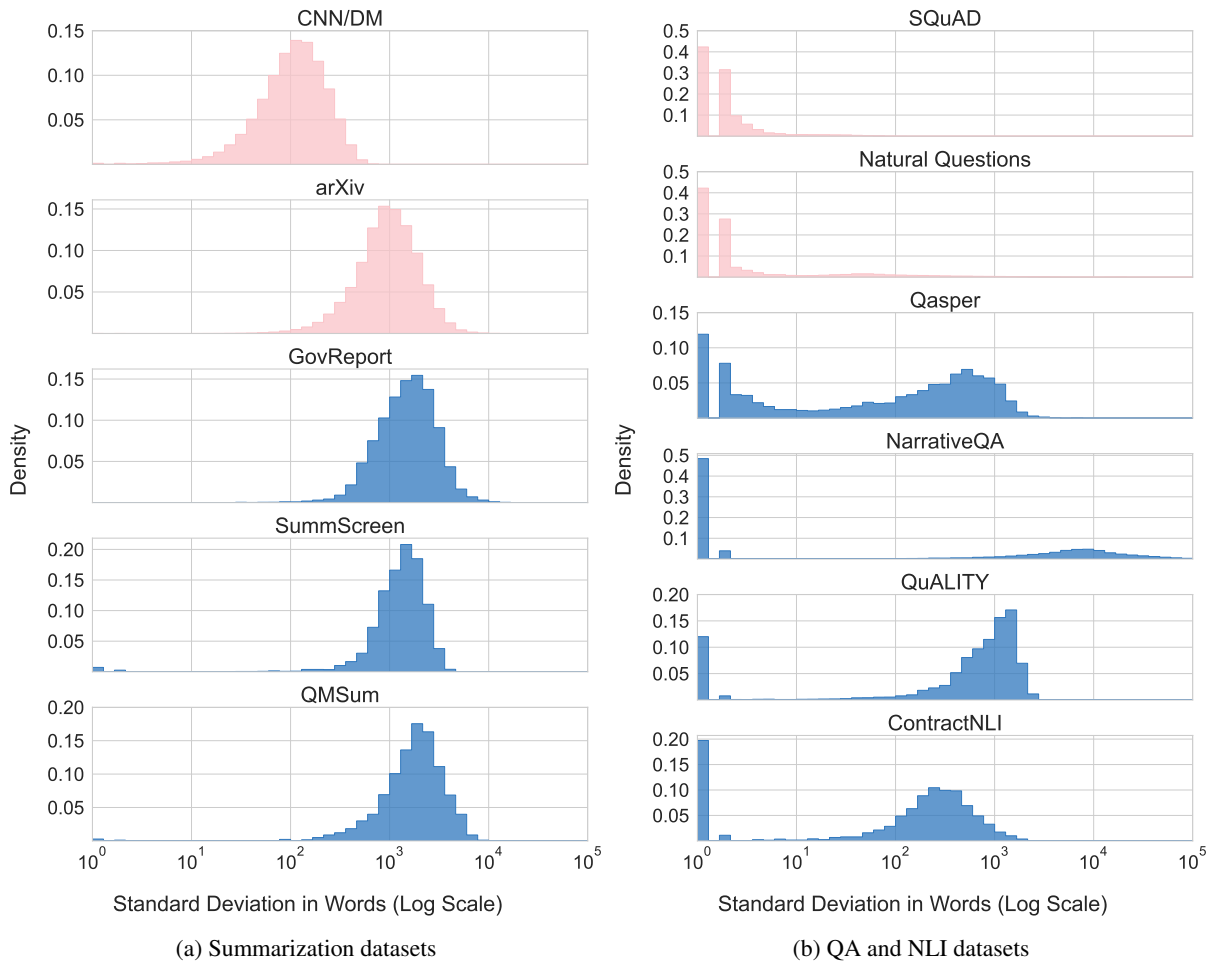 CNN/DM
0.15
0.10
0.05
arXiv
0.15
0.10
0.05
GovReport
0.15
0.10
0.05
SummScreen
0.20
0.15
0.10
0.05
QMSum
0.20
0.15
0.10
0.05
Density
10^0 10^1 10^2 10^3 10^4 10^5
Standard Deviation in Words (Log Scale)
(a) Summarization datasets
SQuAD
0.5
0.4
0.3
0.2
0.1
Natural Questions
0.5
0.4
0.3
0.2
0.1
Qasper
0.15
0.10
0.05
NarrativeQA
0.5
0.4
0.3
0.2
0.1
QuALITY
0.20
0.15
0.10
0.05
ContractNLI
0.20
0.15
0.10
0.05
Density
10^0 10^1 10^2 10^3 10^4 10^5
Standard Deviation in Words (Log Scale)
(b) QA and NLI datasets